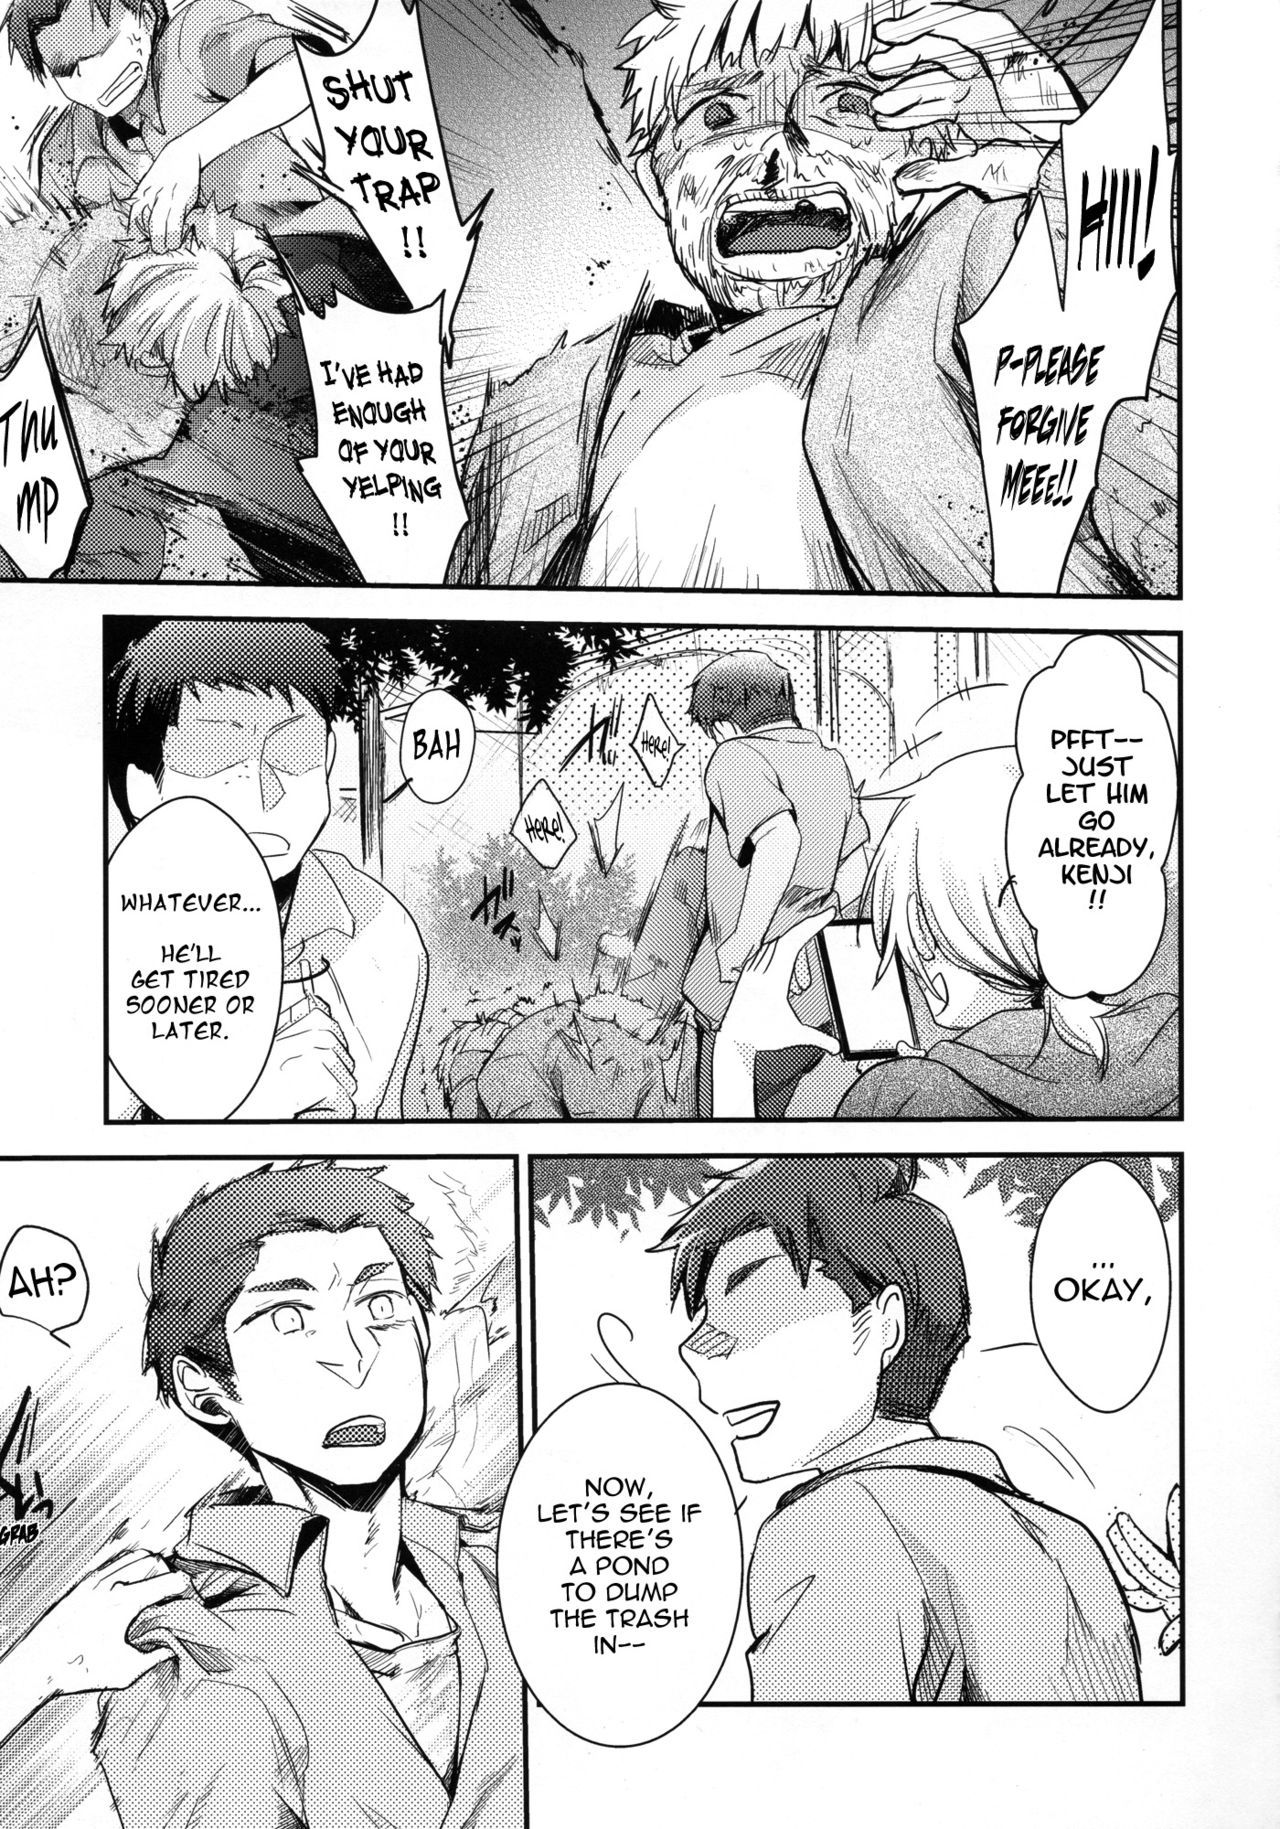 HIII!
P-PLEASE
FORGIVE
MEEE!!
SHUT
YOUR
TRAP
!!
I'VE HAD
ENOUGH
OF YOUR
YELPING
!!
THU
MP
PFFT--
JUST
LET HIM
GO
ALREADY,
KENJI
!!
HERE!
HERE!
BAH
WHATEVER...
HE'LL
GET TIRED
SOONER OR
LATER.
...
OKAY,
NOW,
LET'S SEE IF
THERE'S
A POND
TO DUMP
THE TRASH
IN--
AH?
GRAB